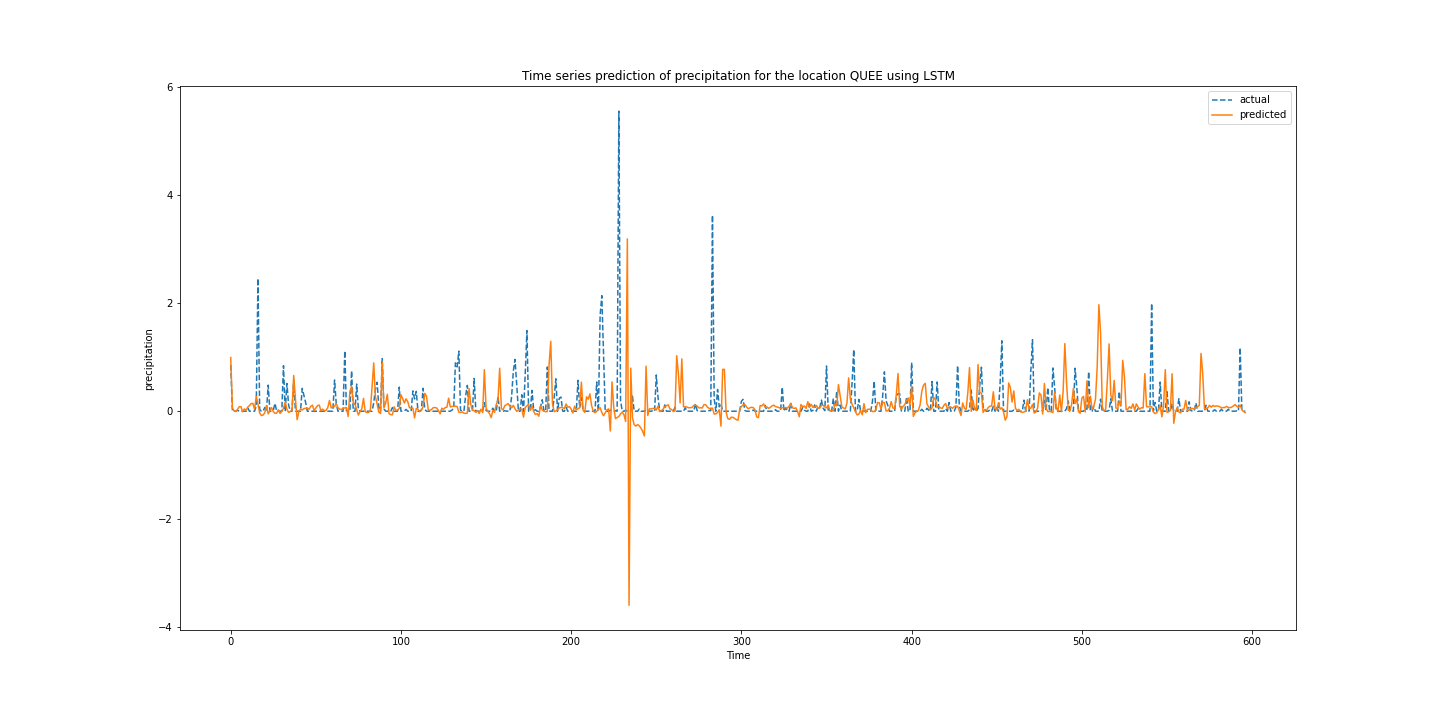 Time series prediction of precipitation for the location QUEE using LSTM
actual
predicted
6
4
2
0
−2
−4
precipitation
0 100 200 300 400 500 600
Time